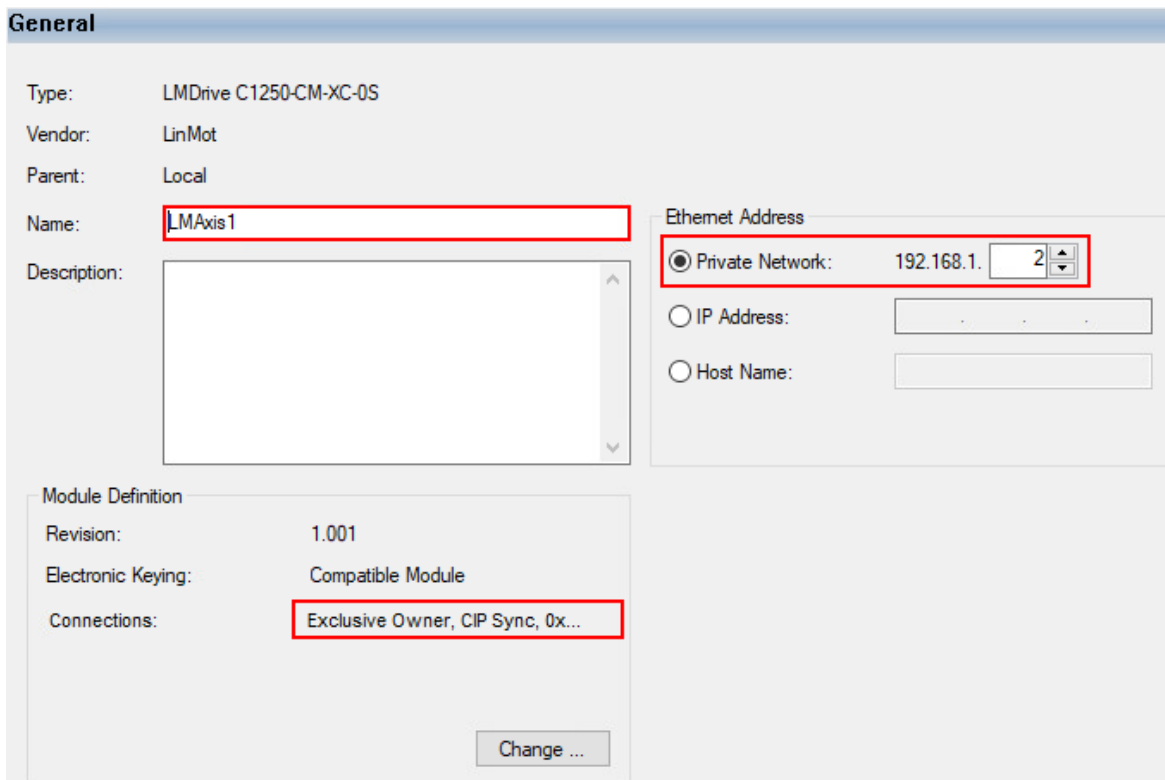 General
Type: LMDrive C1250-CM-XC-0S
Vendor: LinMot
Parent: Local
Name: LMAxis1
Description:
Ethernet Address
Private Network: 192.168.1. 2
IP Address: . . .
Host Name:
Module Definition
Revision: 1.001
Electronic Keying: Compatible Module
Connections: Exclusive Owner, CIP Sync, 0x...
Change ...